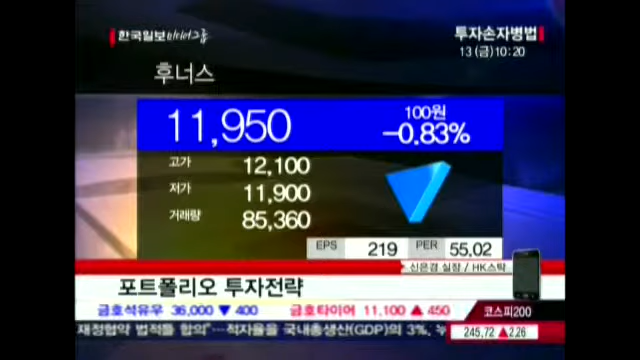 한국일보 미디어그룹
투자손자병법
13 (금) 10:20
후너스
11,950
100원
-0.83%
고가 12,100
저가 11,900
거래량 85,360
EPS 219 PER 55.02
신은경 실장 / HK스탁
포트폴리오 투자전략
금호석유우 36,000 ▼ 400 금호타이어 11,100 ▲ 450 코스피200
재정협약 법적틀 합의"…적자율을 국내총생산(GDP)의 3%, 누
245.72 ▲ 2.26